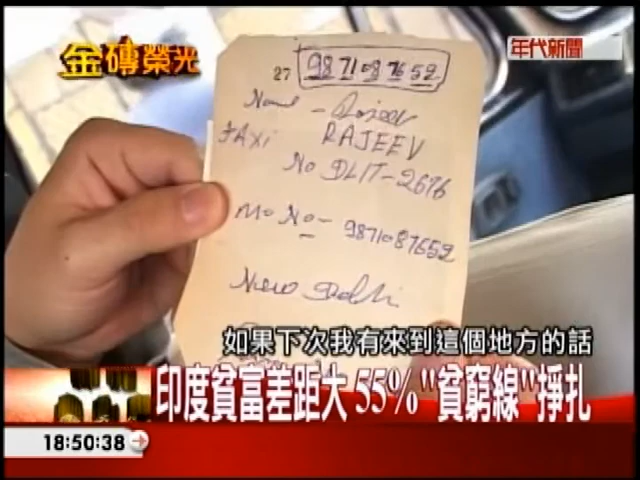 金磚榮光
年代新聞
27 9871087652
Name - Rajeev
TAXi RAJEEV
No DLIT-2676
Mo No- 9871087652
New Delhi
如果下次我有來到這個地方的話
印度貧富差距大 55% "貧窮線"掙扎
18:50:38